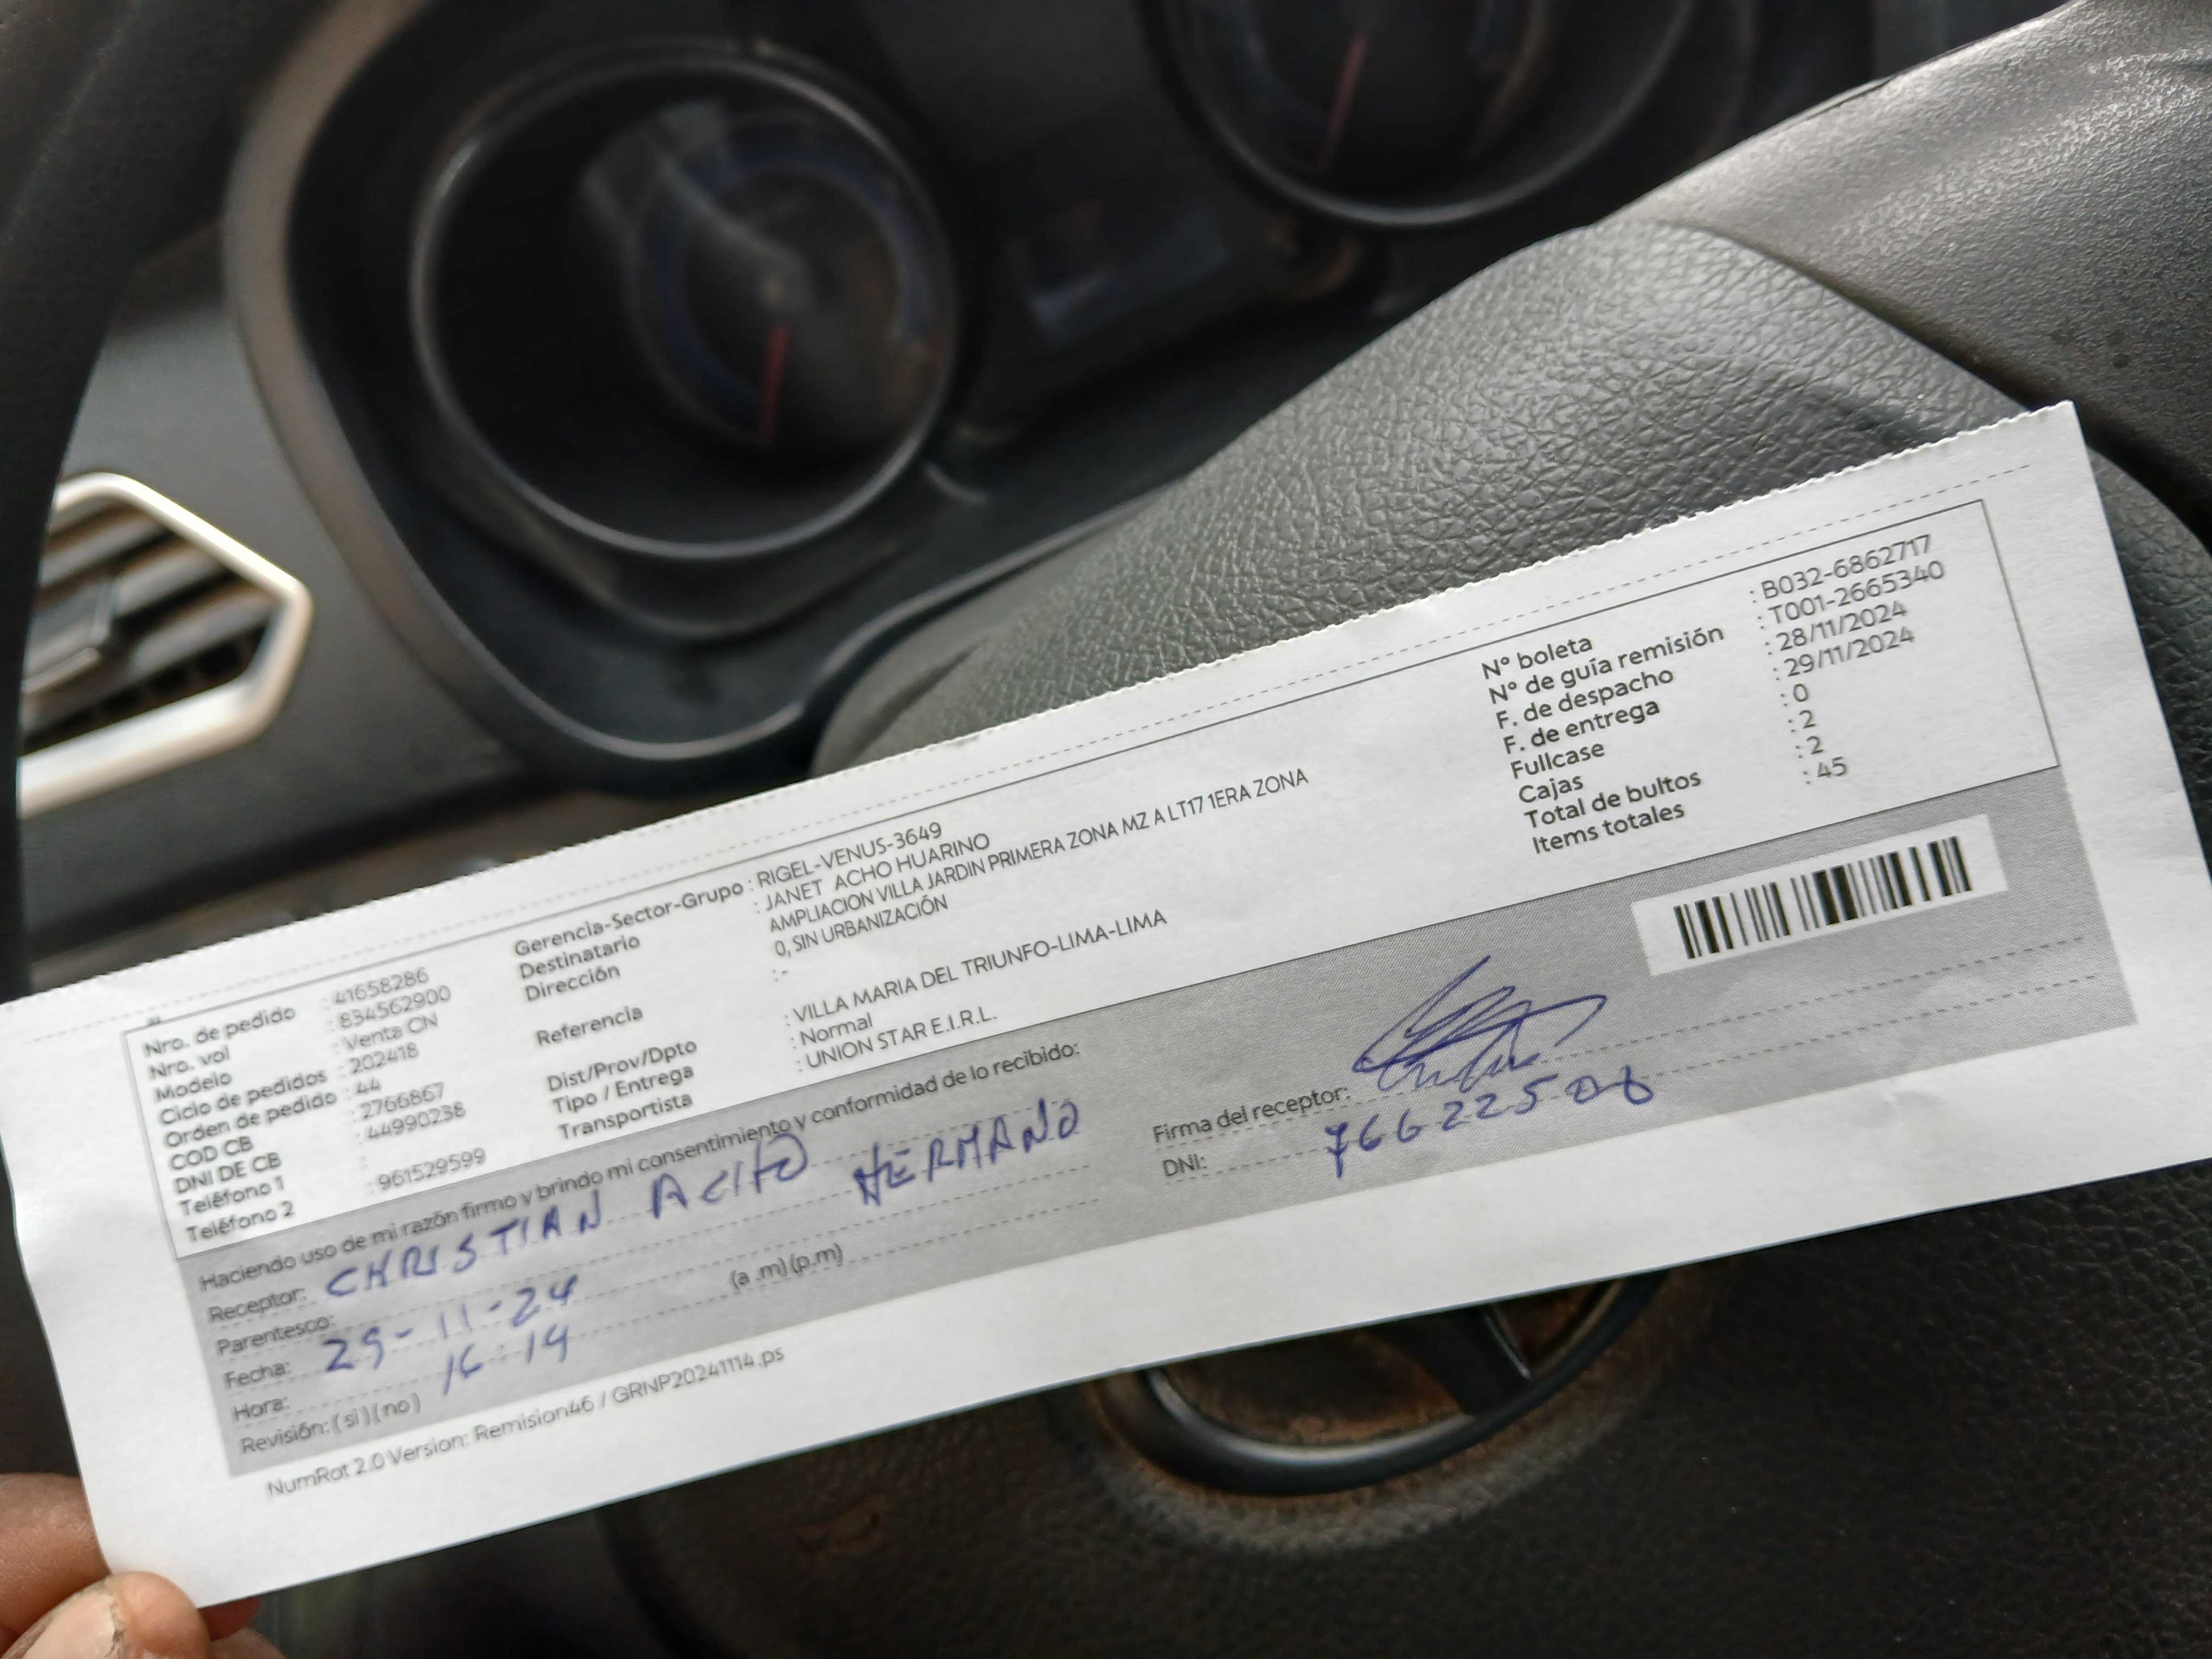 Nro. de pedido : 41658286
Nro. vol : 834562900
Modelo : Venta CN
Ciclo de pedidos : 202418
Orden de pedido : 44
COD CB : 2766867
DNI DE CB : 44990238
Teléfono 1 :
Teléfono 2 : 961529599
Gerencia-Sector-Grupo : RIGEL-VENUS-3649
Destinatario : JANET ACHO HUARINO
Dirección AMPLIACION VILLA JARDIN PRIMERA ZONA MZ A LT17 1ERA ZONA
0, SIN URBANIZACIÓN
Referencia : -
Dist/Prov/Dpto : VILLA MARIA DEL TRIUNFO-LIMA-LIMA
Tipo / Entrega : Normal
Transportista : UNION STAR E.I.R.L.
N° boleta : B032-6862717
N° de guía remisión : T001-2665340
F. de despacho : 28/11/2024
F. de entrega : 29/11/2024
Fullcase : 0
Cajas : 2
Total de bultos : 2
Items totales : 45
Haciendo uso de mi razón firmo y brindo mi consentimiento y conformidad de lo recibido:
Receptor: CHRISTIAN ACHO HERMANO
Parentesco:
Fecha: 29-11-24
Hora: 16:19 (a .m) (p.m)
Revisión: ( si ) ( no )
Firma del receptor:
DNI:
NumRot 2.0 Version: Remision46 / GRNP20241114.ps